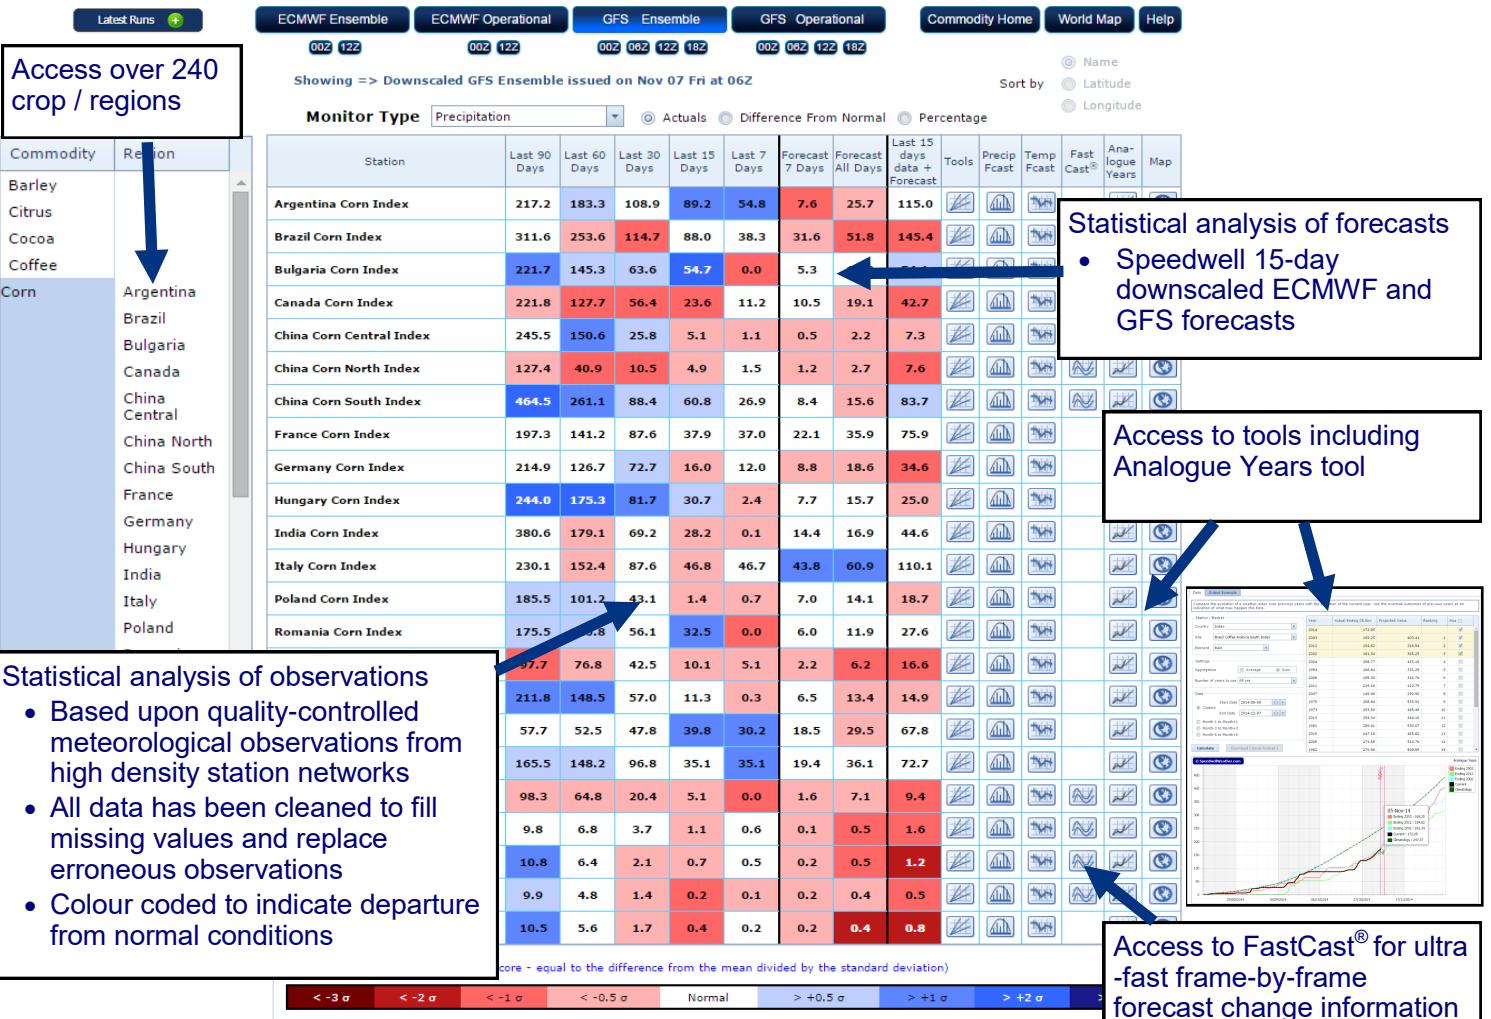 Latest Runs
ECMWF Ensemble ECMWF Operational GFS Ensemble GFS Operational Commodity Home World Map Help
00Z 12Z 00Z 12Z 00Z 06Z 12Z 18Z 00Z 06Z 12Z 18Z
Access over 240
crop / regions
Showing => Downscaled GFS Ensemble issued on Nov 07 Fri at 06Z
Sort by
Name
Latitude
Longitude
Monitor Type Precipitation Actuals Difference From Normal Percentage
Commodity Region
Barley
Citrus
Cocoa
Coffee
Corn
Argentina
Brazil
Bulgaria
Canada
China
Central
China North
China South
France
Germany
Hungary
India
Italy
Poland
Station
Last 90 Days
Last 60 Days
Last 30 Days
Last 15 Days
Last 7 Days
Forecast 7 Days
Forecast All Days
Last 15 days data + Forecast
Tools
Precip Fcast
Temp Fcast
Fast Cast®
Ana-logue Years
Map
Argentina Corn Index 217.2 183.3 108.9 89.2 54.8 7.6 25.7 115.0
Brazil Corn Index 311.6 253.6 114.7 88.0 38.3 31.6 51.8 145.4
Bulgaria Corn Index 221.7 145.3 63.6 54.7 0.0 5.3
Canada Corn Index 221.8 127.7 56.4 23.6 11.2 10.5 19.1 42.7
China Corn Central Index 245.5 150.6 25.8 5.1 1.1 0.5 2.2 7.3
China Corn North Index 127.4 40.9 10.5 4.9 1.5 1.2 2.7 7.6
China Corn South Index 464.5 261.1 88.4 60.8 26.9 8.4 15.6 83.7
France Corn Index 197.3 141.2 87.6 37.9 37.0 22.1 35.9 75.9
Germany Corn Index 214.9 126.7 72.7 16.0 12.0 8.8 18.6 34.6
Hungary Corn Index 244.0 175.3 81.7 30.7 2.4 7.7 15.7 25.0
India Corn Index 380.6 179.1 69.2 28.2 0.1 14.4 16.9 44.6
Italy Corn Index 230.1 152.4 87.6 46.8 46.7 43.8 60.9 110.1
Poland Corn Index 185.5 101.2 43.1 1.4 0.7 7.0 14.1 18.7
Romania Corn Index 175.5 56.1 32.5 0.0 6.0 11.9 27.6
76.8 42.5 10.1 5.1 2.2 6.2 16.6
211.8 148.5 57.0 11.3 0.3 6.5 13.4 14.9
57.7 52.5 47.8 39.8 30.2 18.5 29.5 67.8
165.5 148.2 96.8 35.1 35.1 19.4 36.1 72.7
98.3 64.8 20.4 5.1 0.0 1.6 7.1 9.4
9.8 6.8 3.7 1.1 0.6 0.1 0.5 1.6
10.8 6.4 2.1 0.7 0.5 0.2 0.5 1.2
9.9 4.8 1.4 0.2 0.1 0.2 0.4 0.5
10.5 5.6 1.7 0.4 0.2 0.2 0.4 0.8
Statistical analysis of forecasts
• Speedwell 15-day
downscaled ECMWF and
GFS forecasts
Access to tools including
Analogue Years tool
Statistical analysis of observations
• Based upon quality-controlled
meteorological observations from
high density station networks
• All data has been cleaned to fill
missing values and replace
erroneous observations
• Colour coded to indicate departure
from normal conditions
Access to FastCast® for ultra
-fast frame-by-frame
forecast change information
core - equal to the difference from the mean divided by the standard deviation)
< -3 σ < -2 σ < -1 σ < -0.5 σ Normal > +0.5 σ > +1 σ > +2 σ >